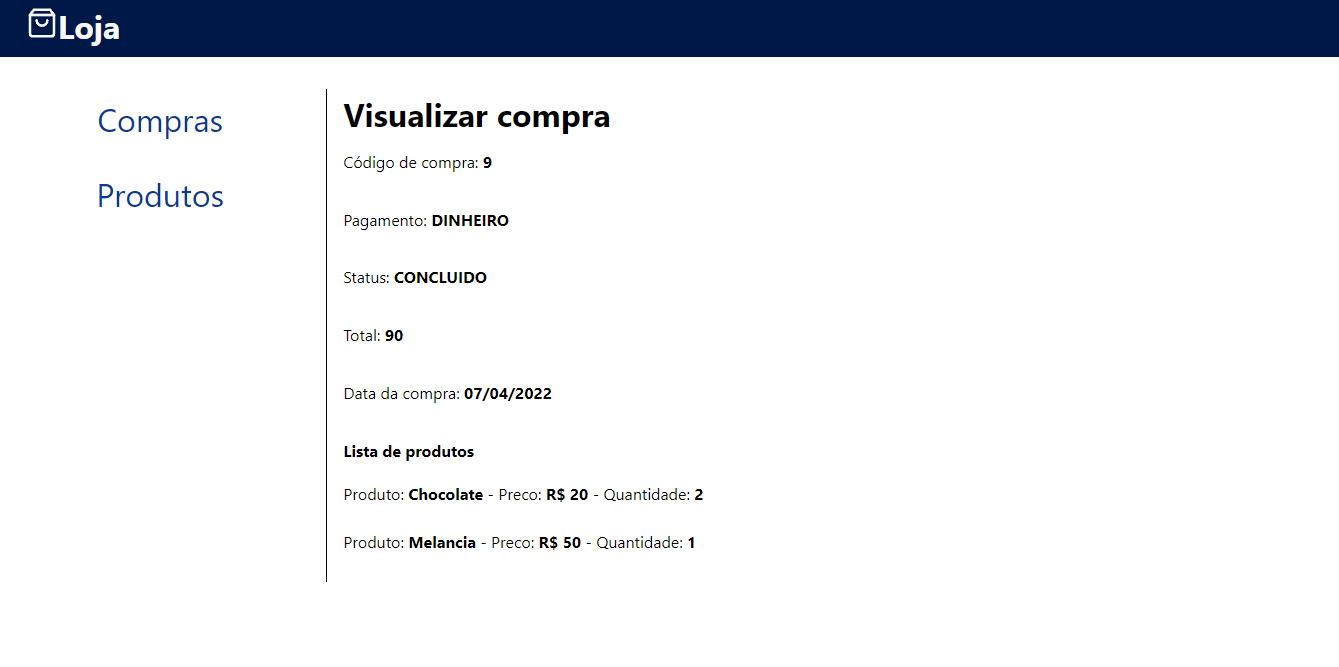 Loja
Compras
Produtos
Visualizar compra
Código de compra: 9
Pagamento: DINHEIRO
Status: CONCLUIDO
Total: 90
Data da compra: 07/04/2022
Lista de produtos
Produto: Chocolate - Preco: R$ 20 - Quantidade: 2
Produto: Melancia - Preco: R$ 50 - Quantidade: 1